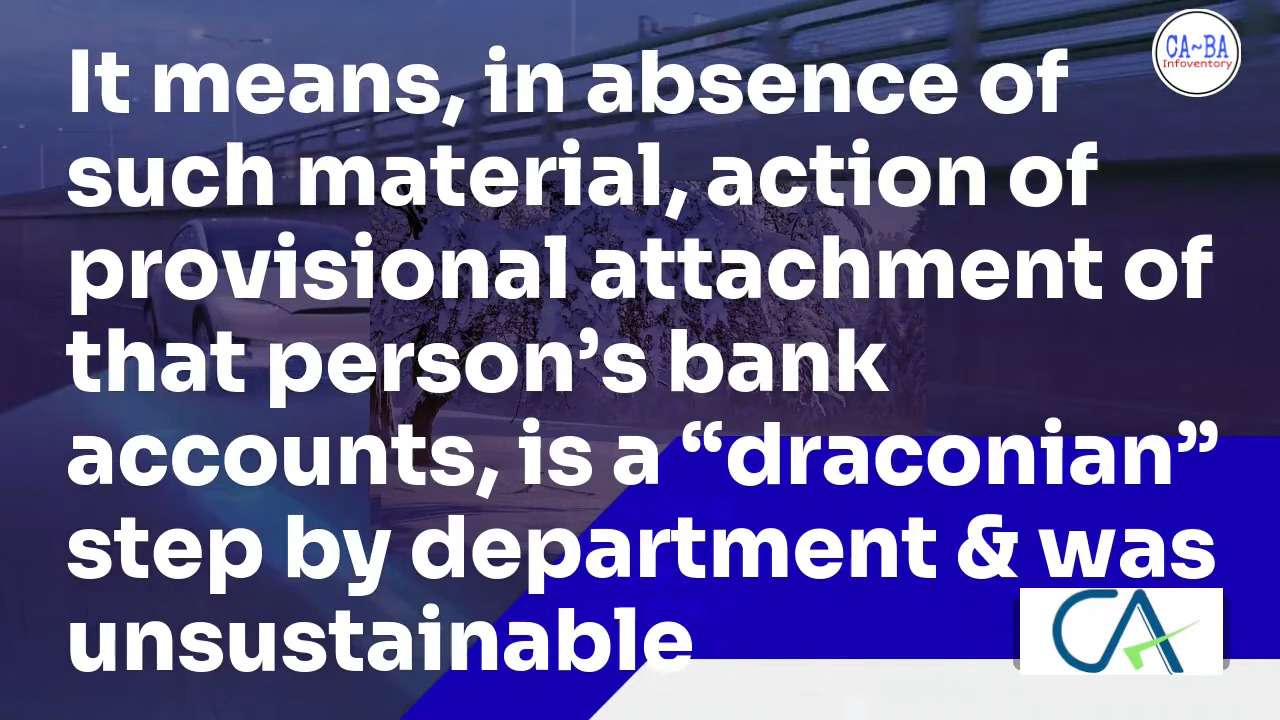 It means, in absence of
such material, action of
provisional attachment of
that person’s bank
accounts, is a “draconian”
step by department & was
unsustainable
CA~BA
Infoventory
CA